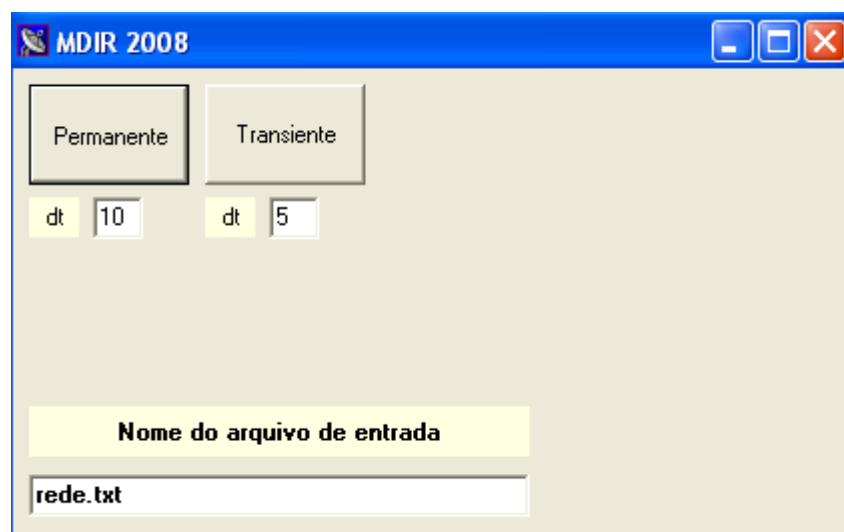 MDIR 2008
Permanente Transiente
dt 10 dt 5
Nome do arquivo de entrada
rede.txt